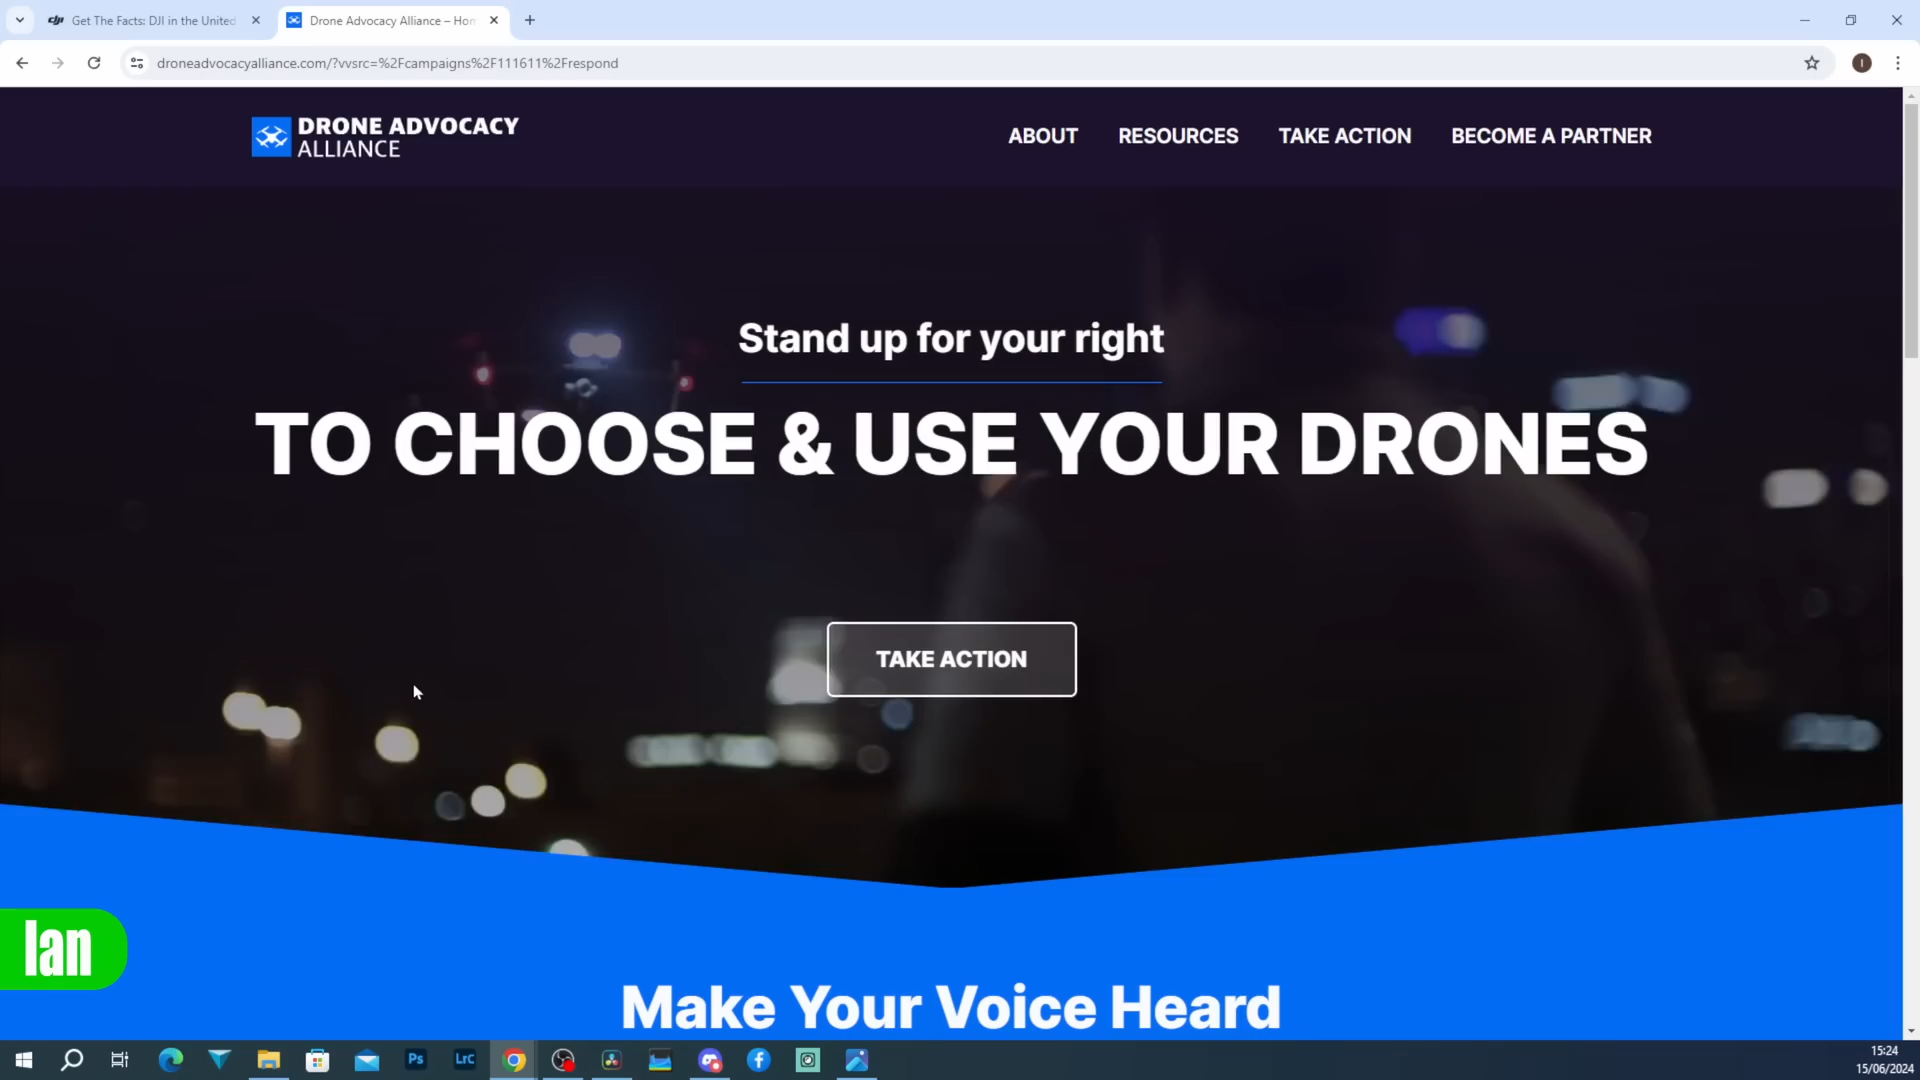 Get The Facts: DJI in the United
Drone Advocacy Alliance – Hom
droneadvocacyalliance.com/?vvsrc=%2Fcampaigns%2F111611%2Frespond
I
DRONE ADVOCACY
ALLIANCE
ABOUT
RESOURCES
TAKE ACTION
BECOME A PARTNER
Stand up for your right
TO CHOOSE & USE YOUR DRONES
TAKE ACTION
Ian
Make Your Voice Heard
Ps
LrC
15:24
15/06/2024